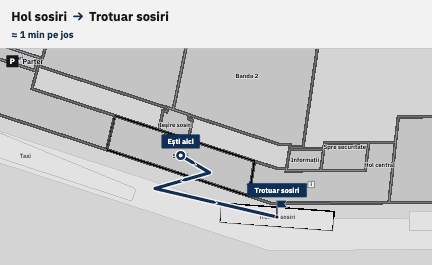 Hol sosiri → Trotuar sosiri
≈ 1 min pe jos
P Parter
Banda 2
Ieșire sosiri
Ești aici
Spre securitate
Taxi
Informații
Hol central
Trotuar sosiri
sosiri